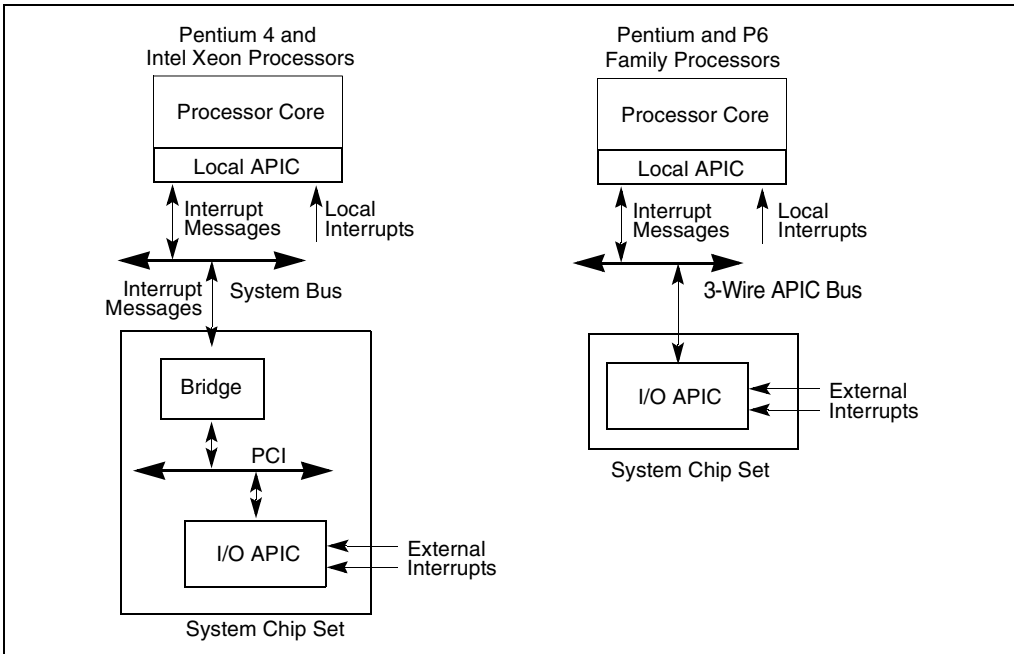 Pentium 4 and
Intel Xeon Processors
Processor Core
Local APIC
Interrupt
Messages
Local
Interrupts
Interrupt
Messages
System Bus
Bridge
PCI
I/O APIC
External
Interrupts
System Chip Set
Pentium and P6
Family Processors
Processor Core
Local APIC
Interrupt
Messages
Local
Interrupts
3-Wire APIC Bus
I/O APIC
External
Interrupts
System Chip Set